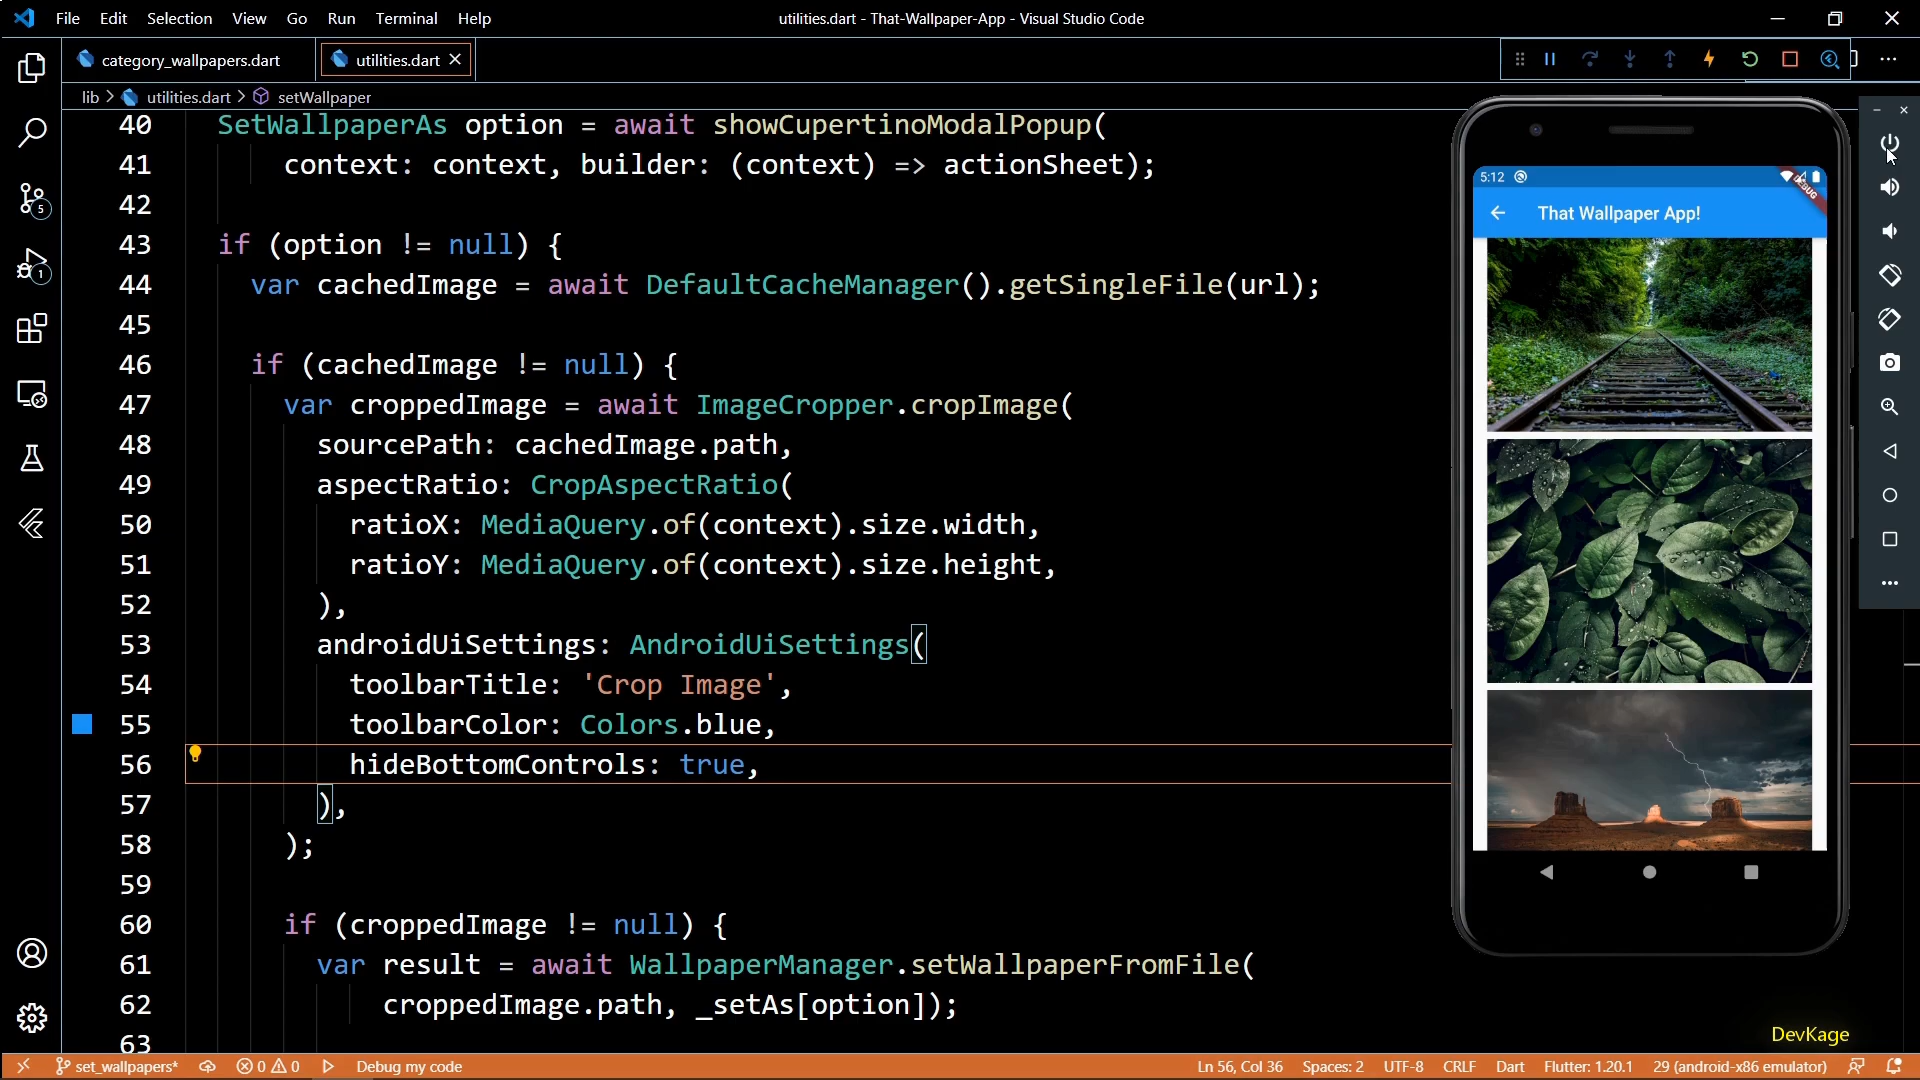 File Edit Selection View Go Run Terminal Help
utilities.dart - That-Wallpaper-App - Visual Studio Code
category_wallpapers.dart
utilities.dart
lib > utilities.dart > setWallpaper
40 SetWallpaperAs option = await showCupertinoModalPopup(
41 context: context, builder: (context) => actionSheet);
42
43 if (option != null) {
44 var cachedImage = await DefaultCacheManager().getSingleFile(url);
45
46 if (cachedImage != null) {
47 var croppedImage = await ImageCropper.cropImage(
48 sourcePath: cachedImage.path,
49 aspectRatio: CropAspectRatio(
50 ratioX: MediaQuery.of(context).size.width,
51 ratioY: MediaQuery.of(context).size.height,
52 ),
53 androidUiSettings: AndroidUiSettings(
54 toolbarTitle: 'Crop Image',
55 toolbarColor: Colors.blue,
56 hideBottomControls: true,
57 ),
58 );
59
60 if (croppedImage != null) {
61 var result = await WallpaperManager.setWallpaperFromFile(
62 croppedImage.path, _setAs[option]);
63
5
1
5:12
DEBUG
That Wallpaper App!
DevKage
set_wallpapers* 0 0 Debug my code
Ln 56, Col 36 Spaces: 2 UTF-8 CRLF Dart Flutter: 1.20.1 29 (android-x86 emulator)